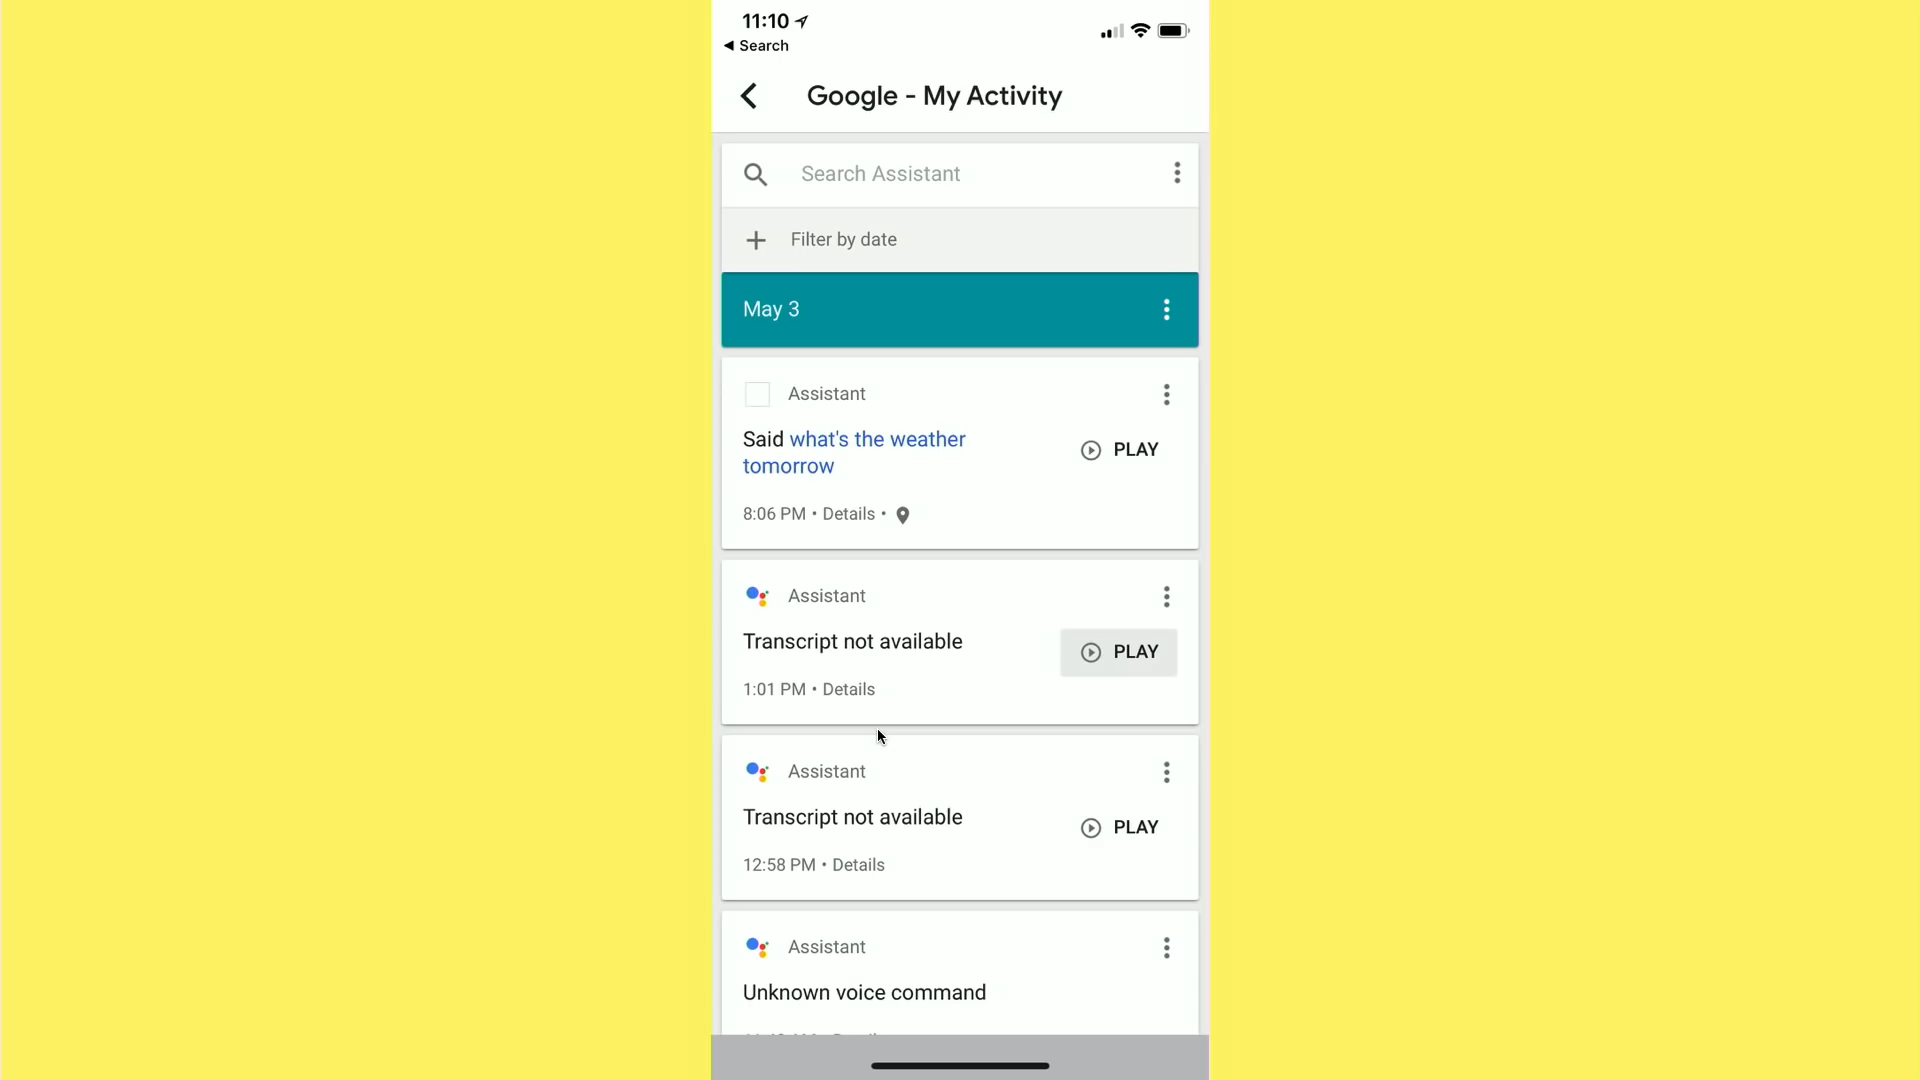 11:10
Search
Google - My Activity
Search Assistant
Filter by date
May 3
Assistant
Said what's the weather
tomorrow
PLAY
8:06 PM • Details •
Assistant
Transcript not available
PLAY
1:01 PM • Details
Assistant
Transcript not available
PLAY
12:58 PM • Details
Assistant
Unknown voice command